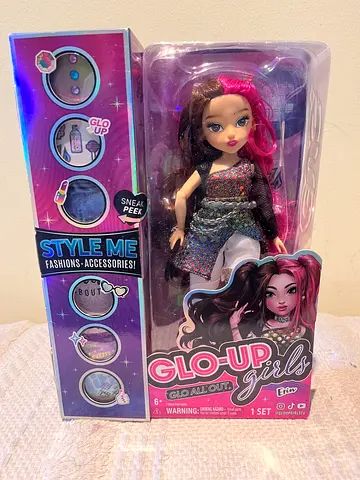 GLO
UP
SNEAK
PEEK
STYLE ME
FASHIONS + ACCESSORIES!
BOUT
GLO-UP
girls
GLO ALL OUT.
Erin
6+
WARNING:
1 SET